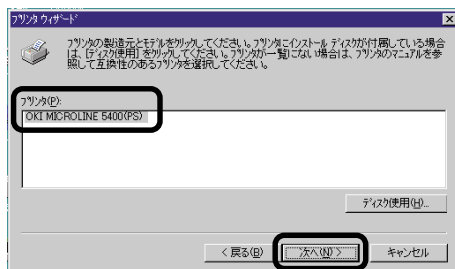 プリンタ ウィザード
プリンタの製造元とモデルをクリックしてください。プリンタにインストール ディスクが付属している場合
は、[ディスク使用] をクリックしてください。プリンタが一覧にない場合は、プリンタのマニュアルを参
照して互換性のあるプリンタを選択してください。
プリンタ(P):
OKI MICROLINE 5400(PS)
ディスク使用(H)...
< 戻る(B)
次へ(N) >
キャンセル